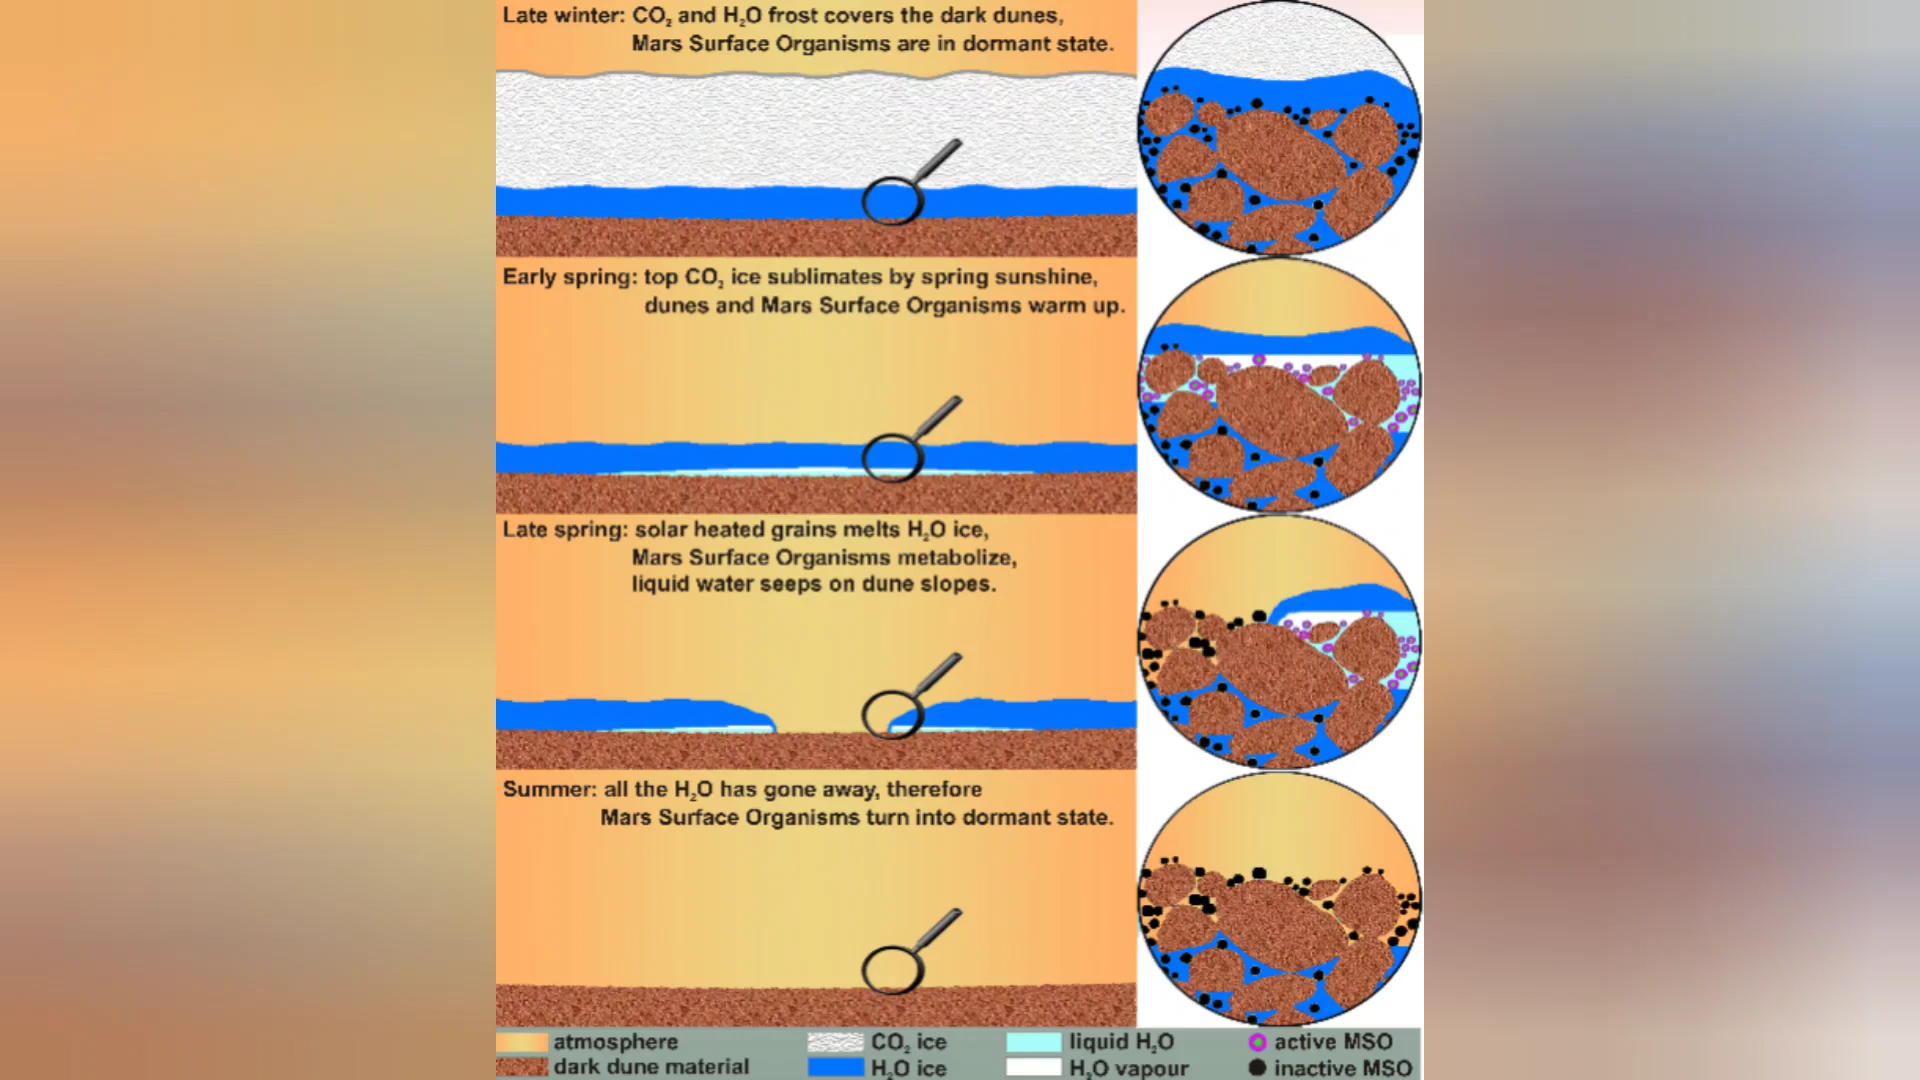 Late winter: CO₂ and H₂O frost covers the dark dunes,
Mars Surface Organisms are in dormant state.
Early spring: top CO₂ ice sublimates by spring sunshine,
dunes and Mars Surface Organisms warm up.
Late spring: solar heated grains melts H₂O ice,
Mars Surface Organisms metabolize,
liquid water seeps on dune slopes.
Summer: all the H₂O has gone away, therefore
Mars Surface Organisms turn into dormant state.
atmosphere
dark dune material
CO₂ ice
H₂O ice
liquid H₂O
H₂O vapour
active MSO
inactive MSO